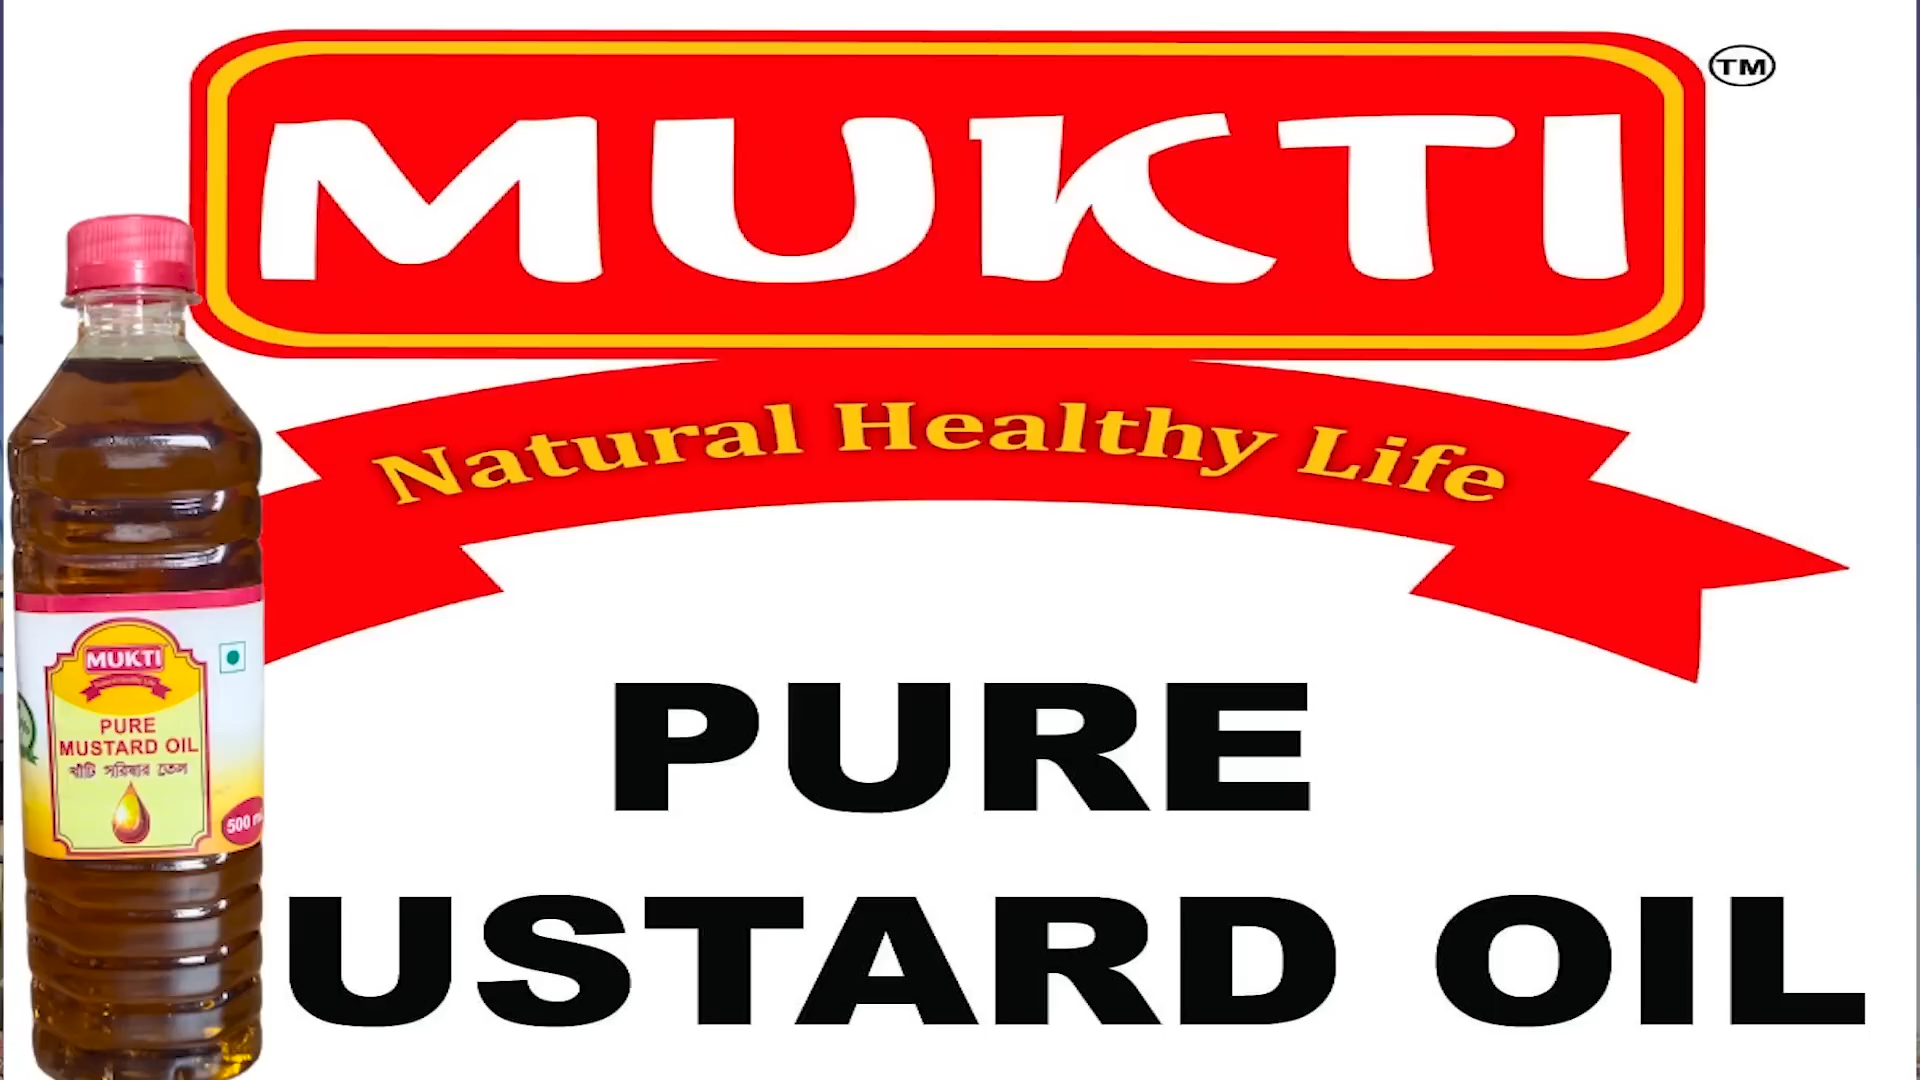 MUKTI
TM
Natural Healthy Life
PURE
USTARD OIL
MUKTI
PURE
MUSTARD OIL
খাঁটি সরিষার তেল
500 m